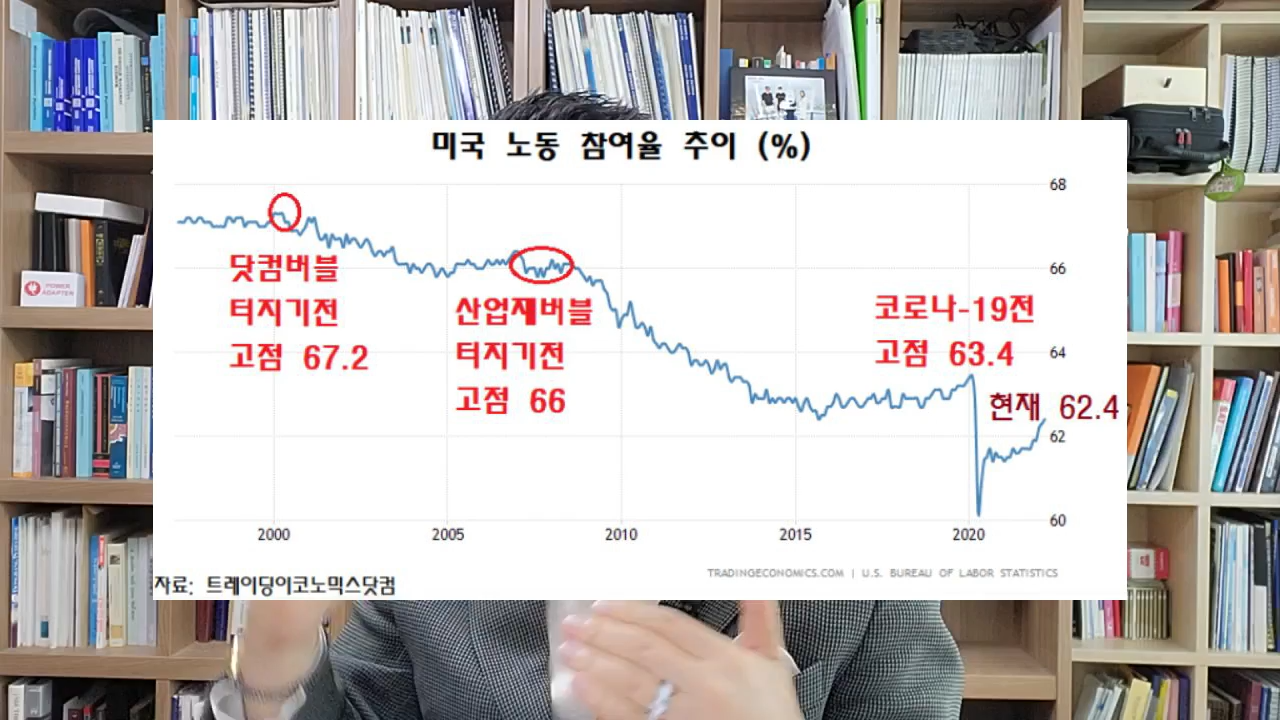 미국 노동 참여율 추이 (%)
68
닷컴버블
터지기전
고점 67.2
66
산업재버블
터지기전
고점 66
코로나-19전
고점 63.4
64
현재 62.4
62
60
2000 2005 2010 2015 2020
TRADINGECONOMICS.COM | U.S. BUREAU OF LABOR STATISTICS
자료: 트레이딩이코노믹스닷컴
POWER
ADAPTER